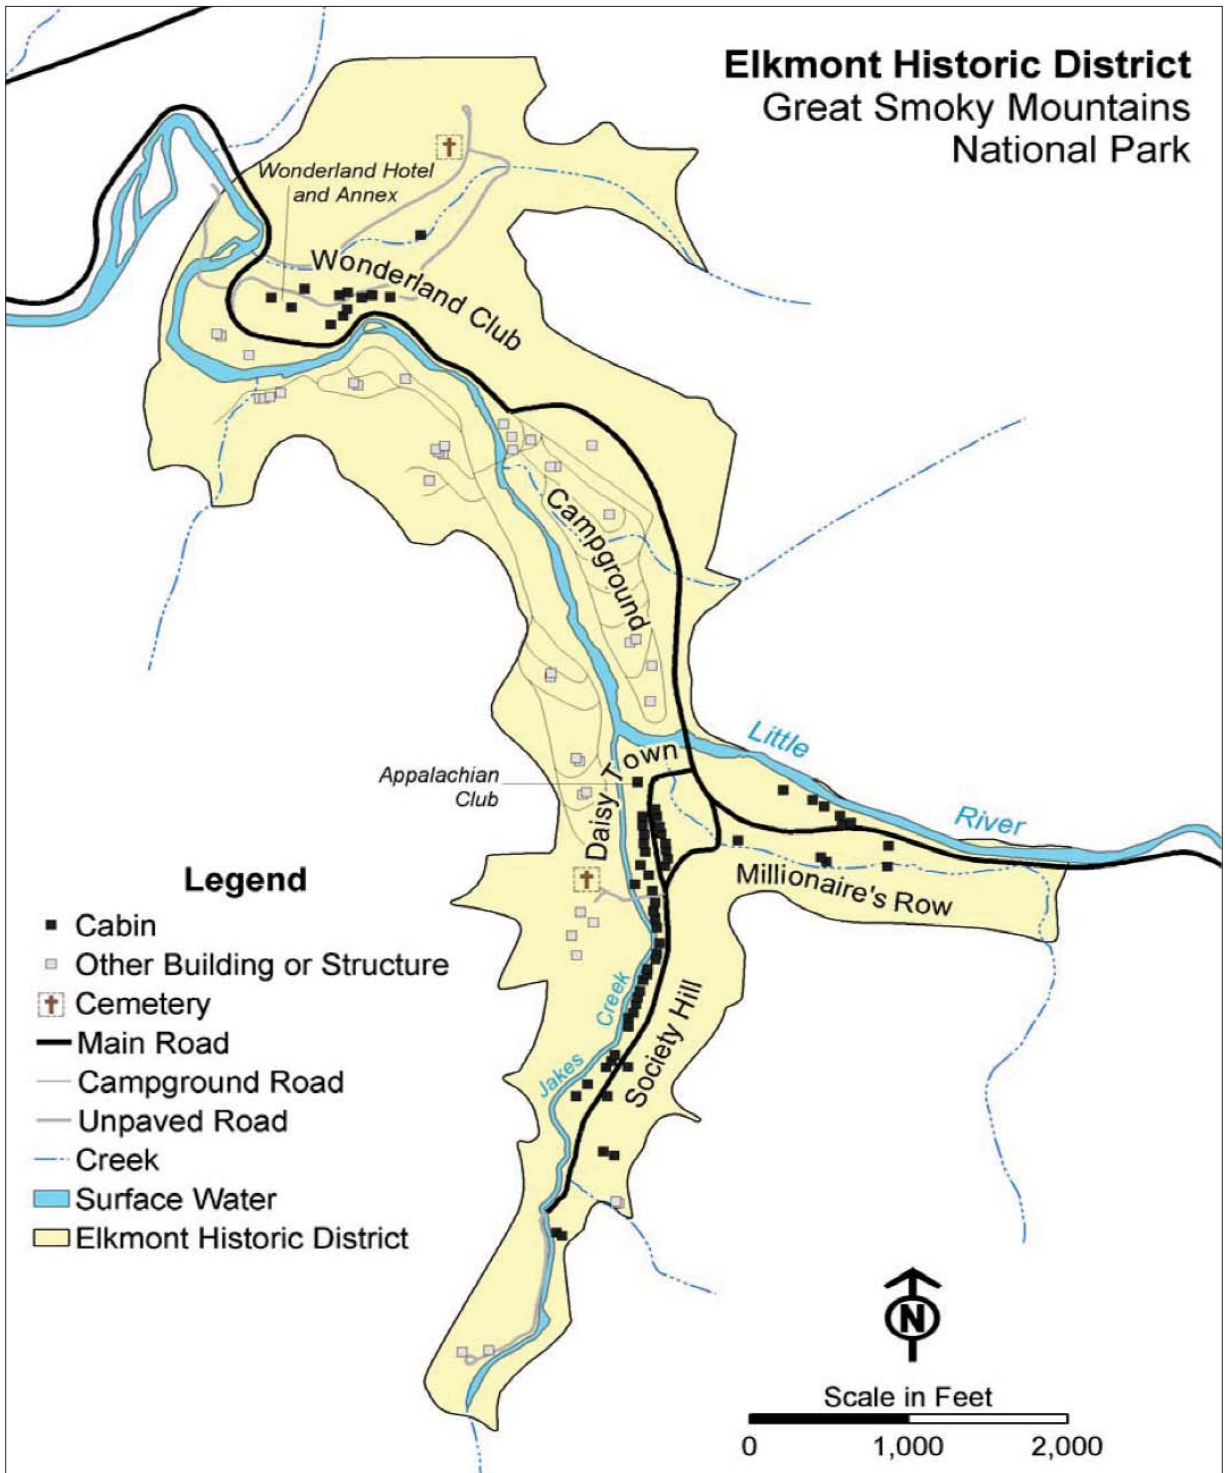 Elkmont Historic District
Great Smoky Mountains
National Park
Wonderland Hotel
and Annex
Wonderland Club
Campground
Little
River
Daisy Town
Appalachian
Club
Millionaire's Row
Creek
Jakes
Society Hill
Legend
Cabin
Other Building or Structure
Cemetery
Main Road
Campground Road
Unpaved Road
Creek
Surface Water
Elkmont Historic District
N
Scale in Feet
0 1,000 2,000